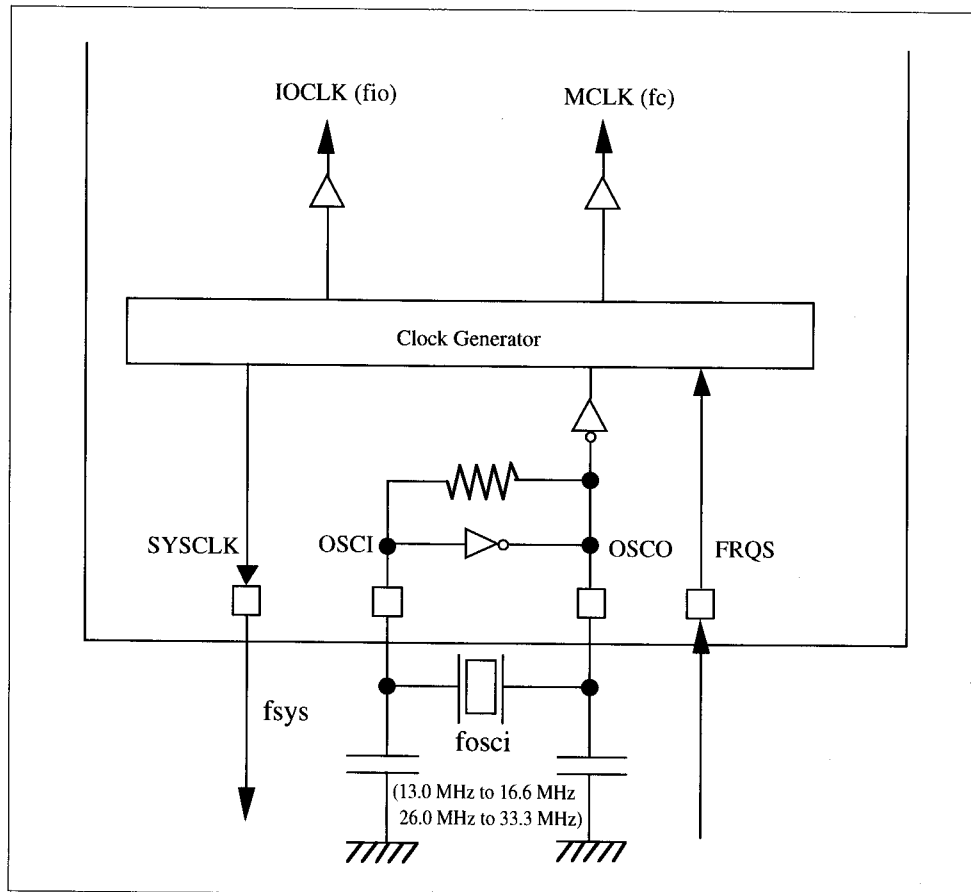 IOCLK (fio)
MCLK (fc)
Clock Generator
SYSCLK
OSCI
OSCO
FRQS
fsys
fosci
(13.0 MHz to 16.6 MHz
26.0 MHz to 33.3 MHz)